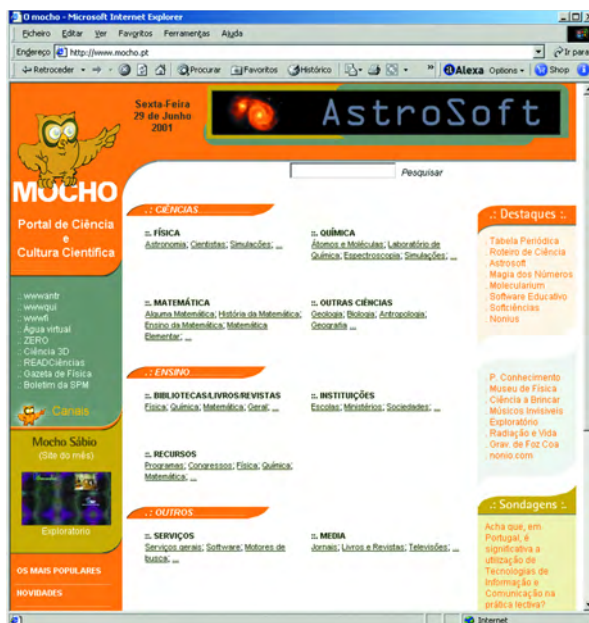 O mocho - Microsoft Internet Explorer
Ficheiro Editar Ver Favoritos Ferramentas Ajuda
Endereço http://www.mocho.pt Ir para
Retroceder Procurar Favoritos Histórico » Alexa Options Shop
Sexta-Feira
29 de Junho
2001
AstroSoft
MOCHO
Portal de Ciência
e
Cultura Científica
Pesquisar
.: CIÊNCIAS
::. FÍSICA
Astronomia; Cientistas; Simulações; ...
::. QUÍMICA
Átomos e Moléculas; Laboratório de
Química; Espectroscopia; Simulações; ...
::. MATEMÁTICA
Alguma Matemática; História da Matemática;
Ensino da Matemática; Matemática
Elementar; ...
::. OUTRAS CIÊNCIAS
Geologia; Biologia; Antropologia;
Geografia ...
.: ENSINO
::. BIBLIOTECAS/LIVROS/REVISTAS
Física; Química; Matemática; Geral; ...
::. INSTITUIÇÕES
Escolas; Ministérios; Sociedades; ...
::. RECURSOS
Programas; Congressos; Física; Química;
Matemática; ...
.: OUTROS
::. SERVIÇOS
Serviços gerais; Software; Motores de
busca; ...
::. MEDIA
Jornais; Livros e Revistas; Televisões; ...
.: wwwantr
.: wwwqui
.: wwwfi
.: Água virtual
.: ZERO
.: Ciência 3D
.: READCiências
.: Gazeta de Física
.: Boletim da SPM
Canais
Mocho Sábio
(Site do mês)
Exploratorio
OS MAIS POPULARES
NOVIDADES
.: Destaques :.
. Tabela Periódica
. Roteiro de Ciência
. Astrosoft
. Magia dos Números
. Molecularium
. Software Educativo
. Softciências
. Nonius
. P. Conhecimento
. Museu de Física
. Ciência a Brincar
. Músicos Invisíveis
. Exploratório
. Radiação e Vida
. Grav. de Foz Coa
. nonio.com
.: Sondagens :.
Acha que, em
Portugal, é
significativa a
utilização de
Tecnologias de
Informação e
Comunicação na
prática lectiva?
Internet